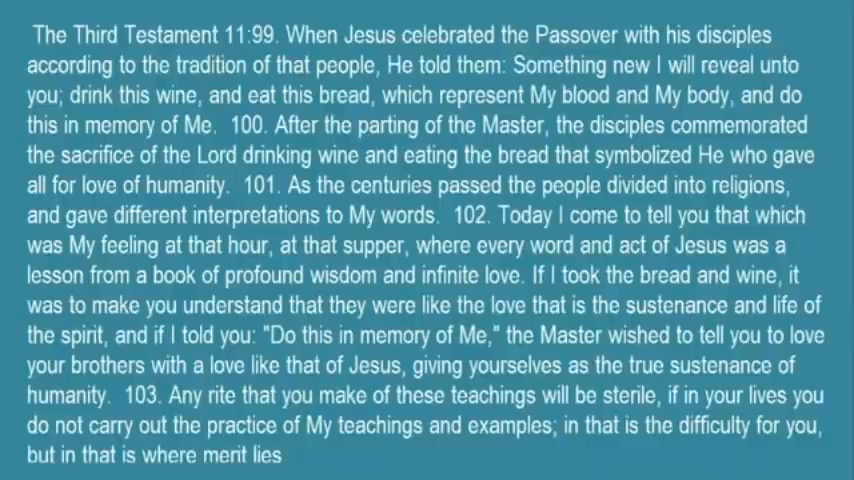 The Third Testament 11:99. When Jesus celebrated the Passover with his disciples
according to the tradition of that people, He told them: Something new I will reveal unto
you; drink this wine, and eat this bread, which represent My blood and My body, and do
this in memory of Me. 100. After the parting of the Master, the disciples commemorated
the sacrifice of the Lord drinking wine and eating the bread that symbolized He who gave
all for love of humanity. 101. As the centuries passed the people divided into religions,
and gave different interpretations to My words. 102. Today I come to tell you that which
was My feeling at that hour, at that supper, where every word and act of Jesus was a
lesson from a book of profound wisdom and infinite love. If I took the bread and wine, it
was to make you understand that they were like the love that is the sustenance and life of
the spirit, and if I told you: "Do this in memory of Me," the Master wished to tell you to love
your brothers with a love like that of Jesus, giving yourselves as the true sustenance of
humanity. 103. Any rite that you make of these teachings will be sterile, if in your lives you
do not carry out the practice of My teachings and examples; in that is the difficulty for you,
but in that is where merit lies